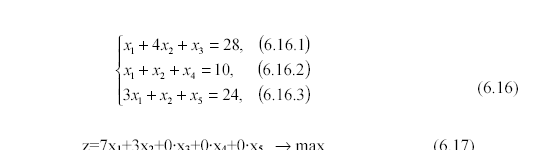 x₁ + 4x₂ + x₃ = 28, (6.16.1)
x₁ + x₂ + x₄ = 10, (6.16.2)
3x₁ + x₂ + x₅ = 24, (6.16.3)
(6.16)
z=7x₁+3x₂+0·x₃+0·x₄+0·x₅ → max (6.17)